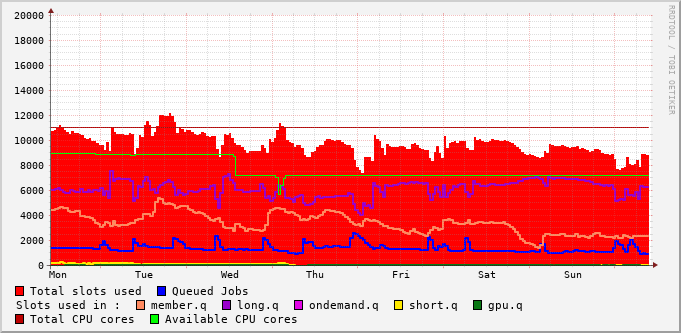 20000
18000
16000
14000
12000
10000
8000
6000
4000
2000
0
Mon Tue Wed Thu Fri Sat Sun
Total slots used Queued Jobs
Slots used in : member.q long.q ondemand.q short.q gpu.q
Total CPU cores Available CPU cores
RRDTOOL / TOBI OETIKER